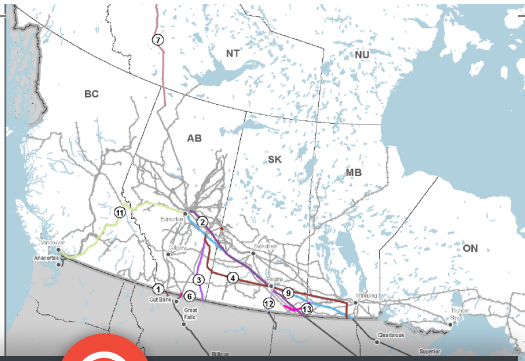 7
NT
NU
BC
AB
SK
MB
ON
11
Edmonton
2
Vancouver
Anacortes
Calgary
Saskatoon
3
4
Regina
1
6
Cut Bank
9
12
13
Winnipeg
Great
Falls
Thunder
Bay
Clearbrook
Superior
Billings